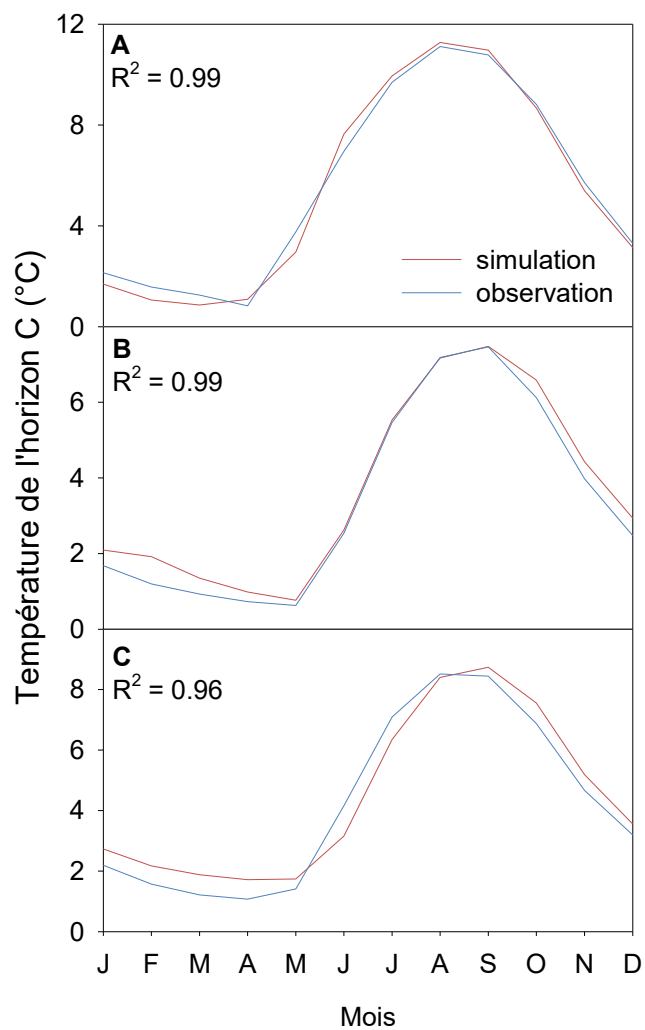 Température de l'horizon C (°C)
12
8
4
0
A
R² = 0.99
simulation
observation
6
4
2
0
B
R² = 0.99
8
6
4
2
0
C
R² = 0.96
J F M A M J J A S O N D
Mois